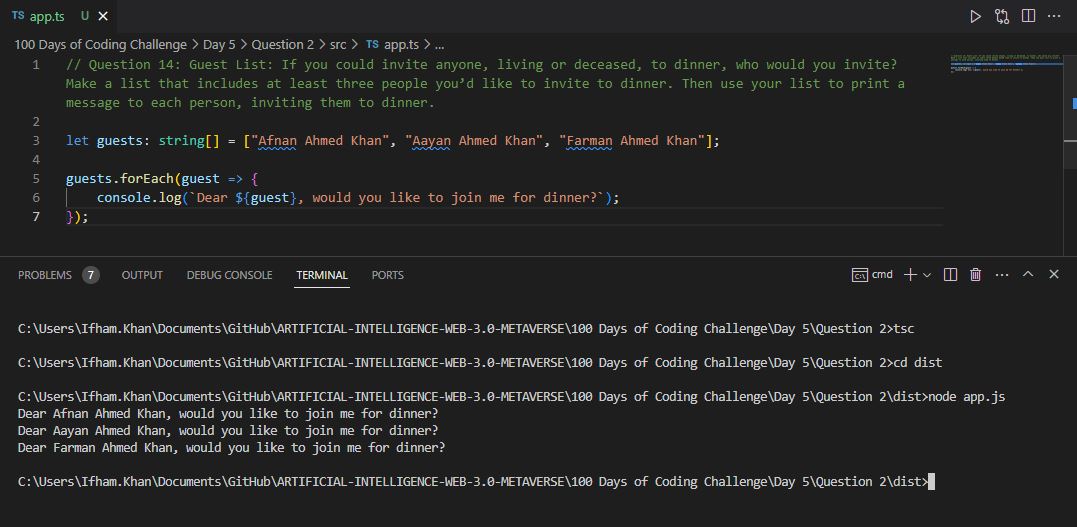 TS app.ts U
100 Days of Coding Challenge > Day 5 > Question 2 > src > TS app.ts > ...
1 // Question 14: Guest List: If you could invite anyone, living or deceased, to dinner, who would you invite?
Make a list that includes at least three people you’d like to invite to dinner. Then use your list to print a
message to each person, inviting them to dinner.
2
3 let guests: string[] = ["Afnan Ahmed Khan", "Aayan Ahmed Khan", "Farman Ahmed Khan"];
4
5 guests.forEach(guest => {
6 console.log(`Dear ${guest}, would you like to join me for dinner?`);
7 });
PROBLEMS 7 OUTPUT DEBUG CONSOLE TERMINAL PORTS cmd
C:\Users\Ifham.Khan\Documents\GitHub\ARTIFICIAL-INTELLIGENCE-WEB-3.0-METAVERSE\100 Days of Coding Challenge\Day 5\Question 2>tsc
C:\Users\Ifham.Khan\Documents\GitHub\ARTIFICIAL-INTELLIGENCE-WEB-3.0-METAVERSE\100 Days of Coding Challenge\Day 5\Question 2>cd dist
C:\Users\Ifham.Khan\Documents\GitHub\ARTIFICIAL-INTELLIGENCE-WEB-3.0-METAVERSE\100 Days of Coding Challenge\Day 5\Question 2\dist>node app.js
Dear Afnan Ahmed Khan, would you like to join me for dinner?
Dear Aayan Ahmed Khan, would you like to join me for dinner?
Dear Farman Ahmed Khan, would you like to join me for dinner?
C:\Users\Ifham.Khan\Documents\GitHub\ARTIFICIAL-INTELLIGENCE-WEB-3.0-METAVERSE\100 Days of Coding Challenge\Day 5\Question 2\dist>